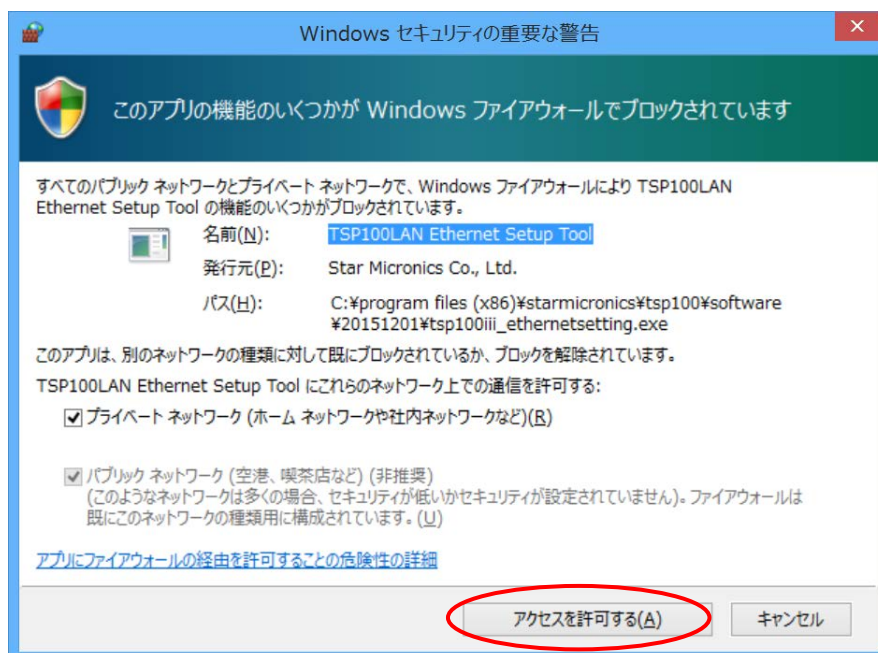 Windows セキュリティの重要な警告
このアプリの機能のいくつかが Windows ファイアウォールでブロックされています
すべてのパブリック ネットワークとプライベート ネットワークで、Windows ファイアウォールにより TSP100LAN
Ethernet Setup Tool の機能のいくつかがブロックされています。
名前(N): TSP100LAN Ethernet Setup Tool
発行元(P): Star Micronics Co., Ltd.
パス(H): C:¥program files (x86)¥starmicronics¥tsp100¥software
¥20151201¥tsp100iii_ethernetsetting.exe
このアプリは、別のネットワークの種類に対して既にブロックされているか、ブロックを解除されています。
TSP100LAN Ethernet Setup Tool にこれらのネットワーク上での通信を許可する:
プライベート ネットワーク (ホーム ネットワークや社内ネットワークなど)(R)
パブリック ネットワーク (空港、喫茶店など) (非推奨)
(このようなネットワークは多くの場合、セキュリティが低いかセキュリティが設定されていません)。ファイアウォールは
既にこのネットワークの種類用に構成されています。(U)
アプリにファイアウォールの経由を許可することの危険性の詳細
アクセスを許可する(A) キャンセル